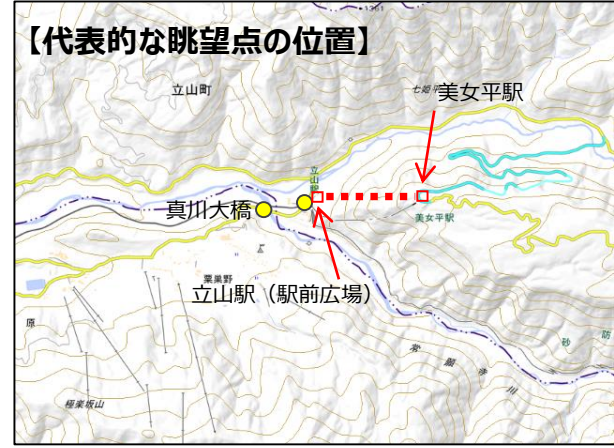 【代表的な眺望点の位置】
・1361
立山町
七姫平
美女平駅
立山駅
真川大橋
美女平駅
粟巣野
立山駅（駅前広場）
原
常願寺川
砂防
極楽坂山